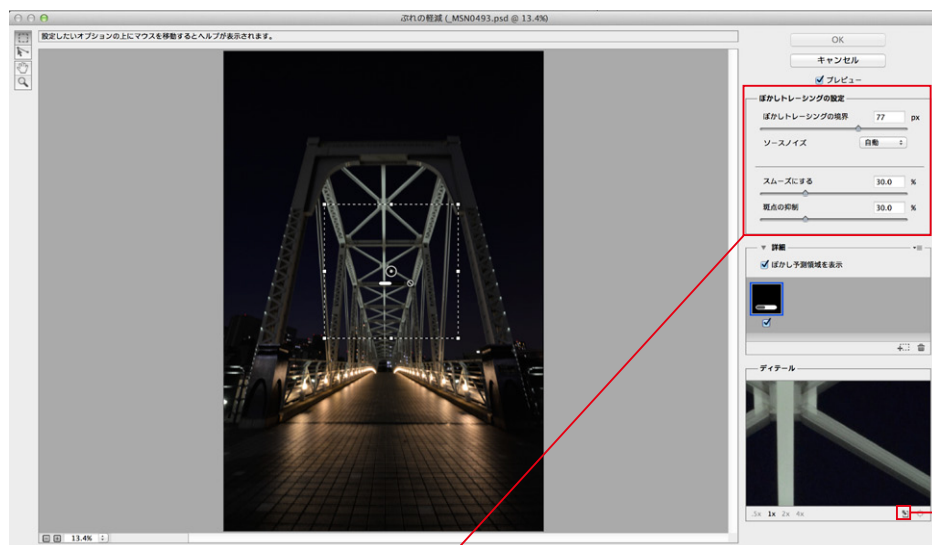 ぶれの軽減 (_MSN0493.psd @ 13.4%)
設定したいオプションの上にマウスを移動するとヘルプが表示されます。
OK
キャンセル
プレビュー
ぼかしトレーシングの設定
ぼかしトレーシングの境界 77 px
ソースノイズ 自動
スムーズにする 30.0 %
斑点の抑制 30.0 %
詳細
ぼかし予測領域を表示
ディテール
.5x 1x 2x 4x
13.4%